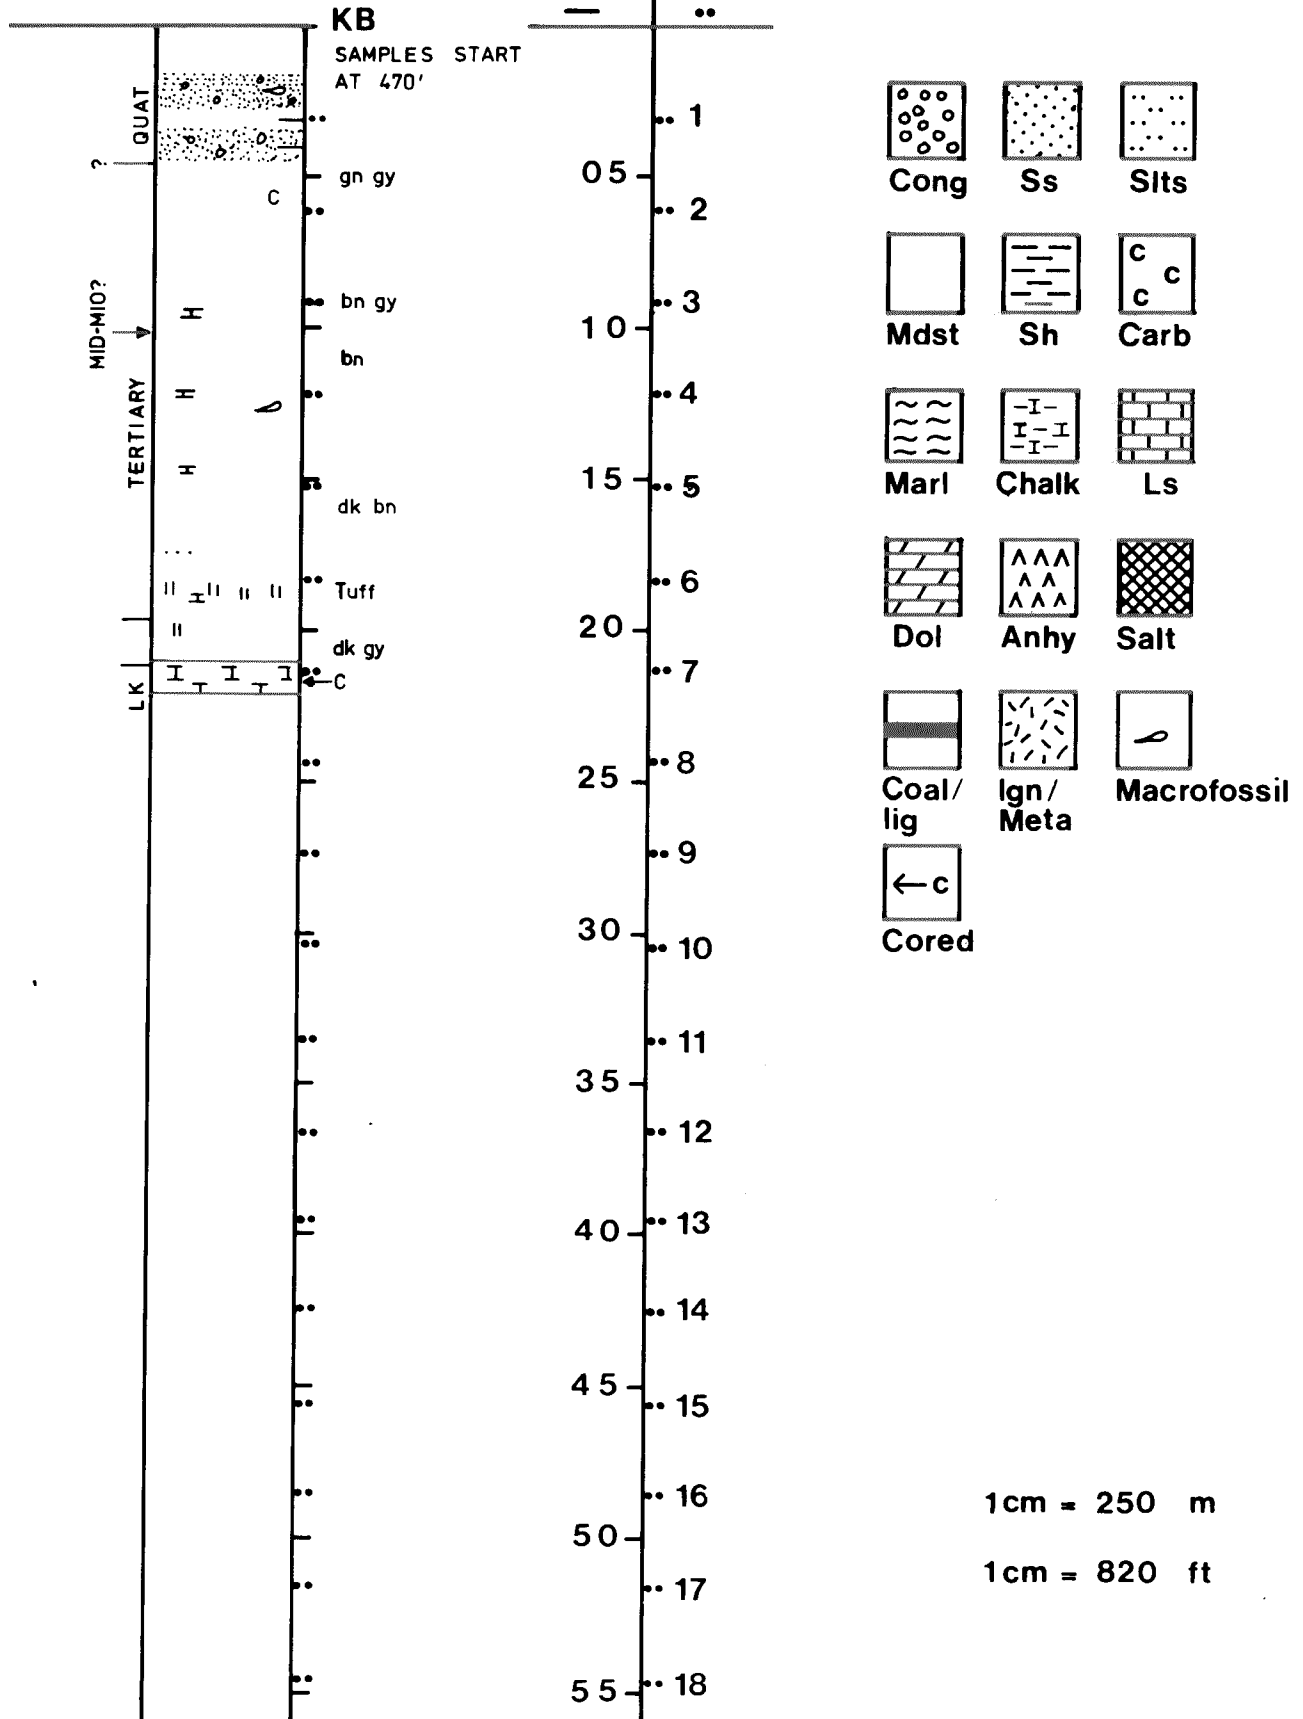 KB
SAMPLES START
AT 470'
QUAT
?
gn gy
C
MID-MIO?
bn gy
bn
TERTIARY
dk bn
Tuff
dk gy
←C
LK
1
05
2
3
10
4
15
5
6
20
7
8
25
9
30
10
11
35
12
13
40
14
45
15
16
50
17
18
55
Cong Ss Slts
C
C
C
Mdst Sh Carb
Marl Chalk Ls
Dol Anhy Salt
Coal/ Ign/ Macrofossil
lig Meta
←C
Cored
1cm = 250 m
1cm = 820 ft